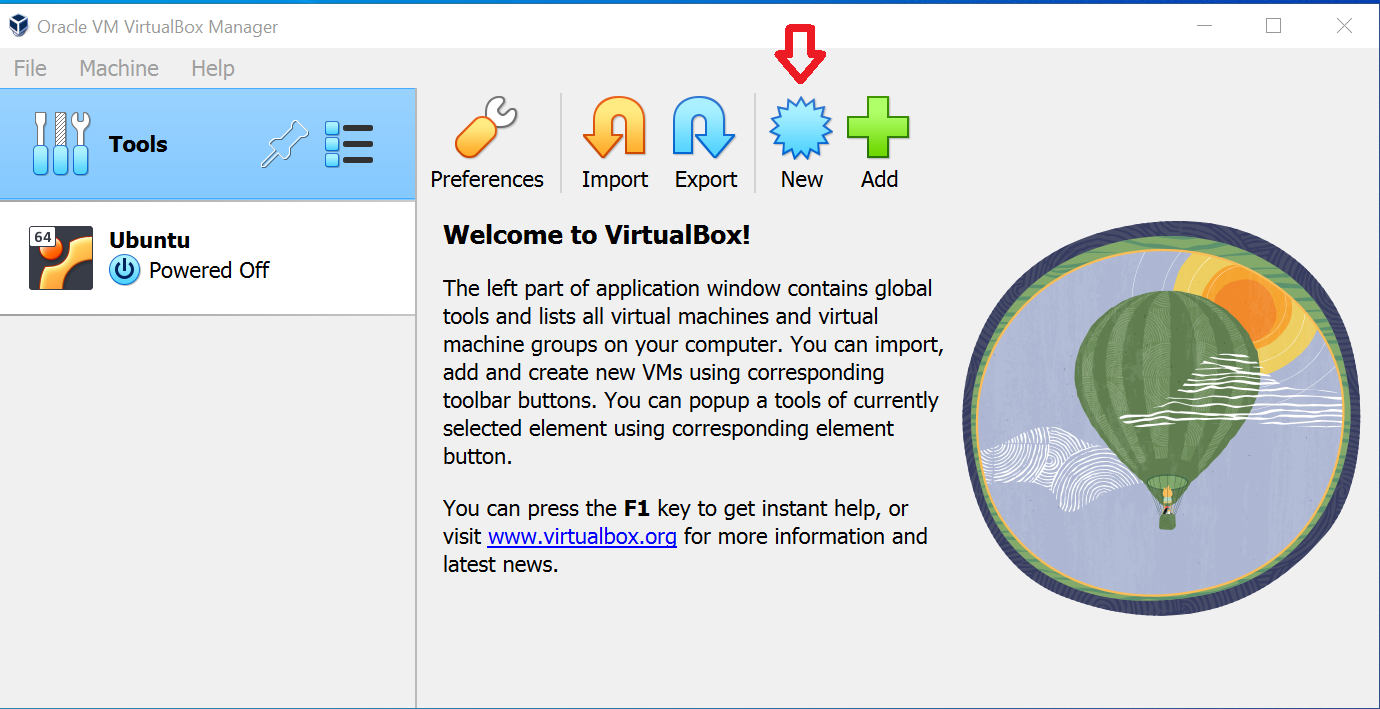 Oracle VM VirtualBox Manager
File Machine Help
Tools
Preferences Import Export New Add
64
Ubuntu
Powered Off
Welcome to VirtualBox!
The left part of application window contains global
tools and lists all virtual machines and virtual
machine groups on your computer. You can import,
add and create new VMs using corresponding
toolbar buttons. You can popup a tools of currently
selected element using corresponding element
button.
You can press the F1 key to get instant help, or
visit www.virtualbox.org for more information and
latest news.